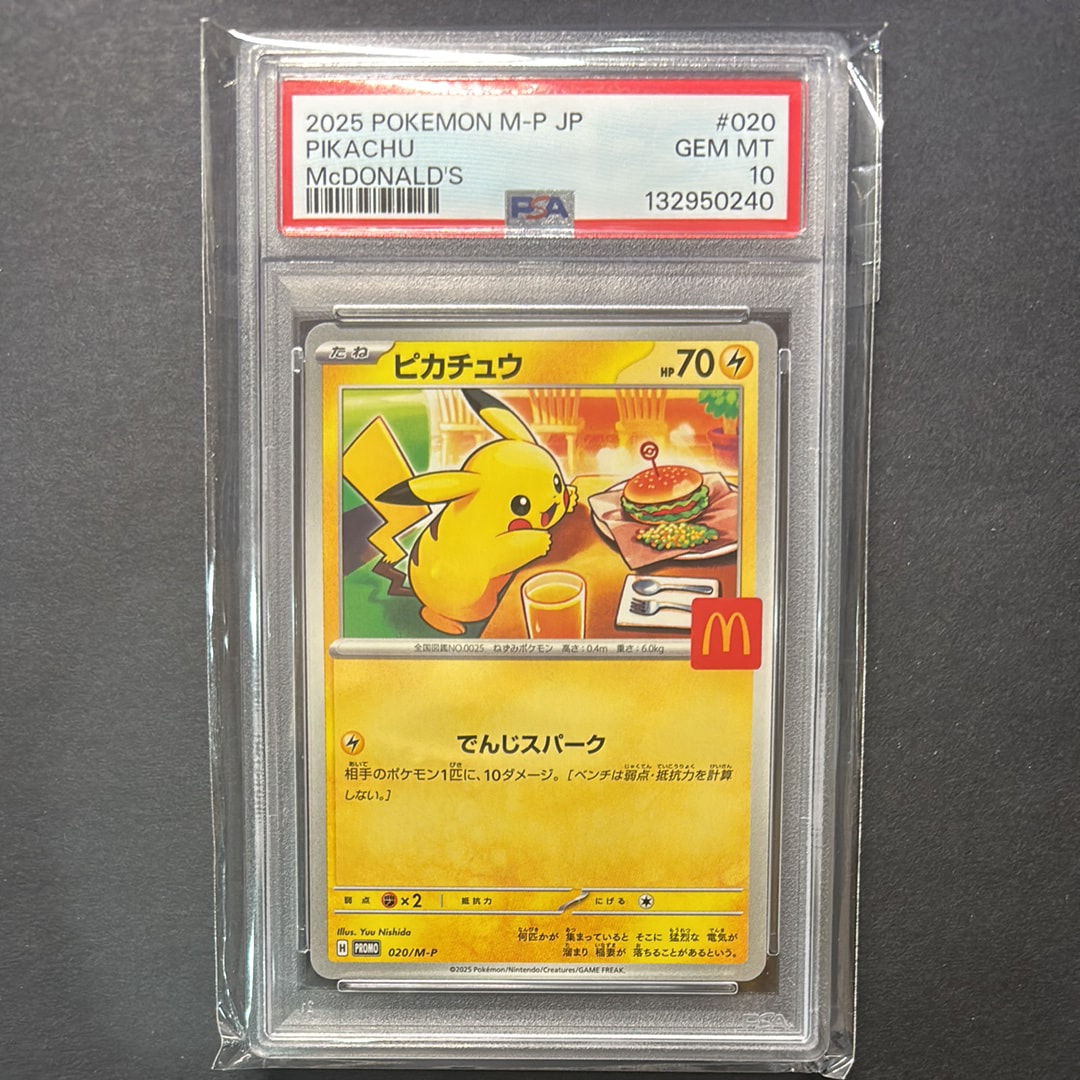 2025 POKEMON M-P JP #020
PIKACHU GEM MT
McDONALD'S 10
PSA 132950240
たね ピカチュウ HP70
全国図鑑NO.0025 ねずみポケモン 高さ:0.4m 重さ:6.0kg
でんじスパーク
相手のポケモン1匹に、10ダメージ。[ベンチは弱点・抵抗力を計算
しない。]
弱点 ×2 抵抗力 にげる
Illus. Yuu Nishida
何匹かが 集まっていると そこに 猛烈な 電気が
溜まり 稲妻が 落ちることがあるという。
H PROMO 020/M-P
©2025 Pokémon/Nintendo/Creatures/GAME FREAK.
PSA